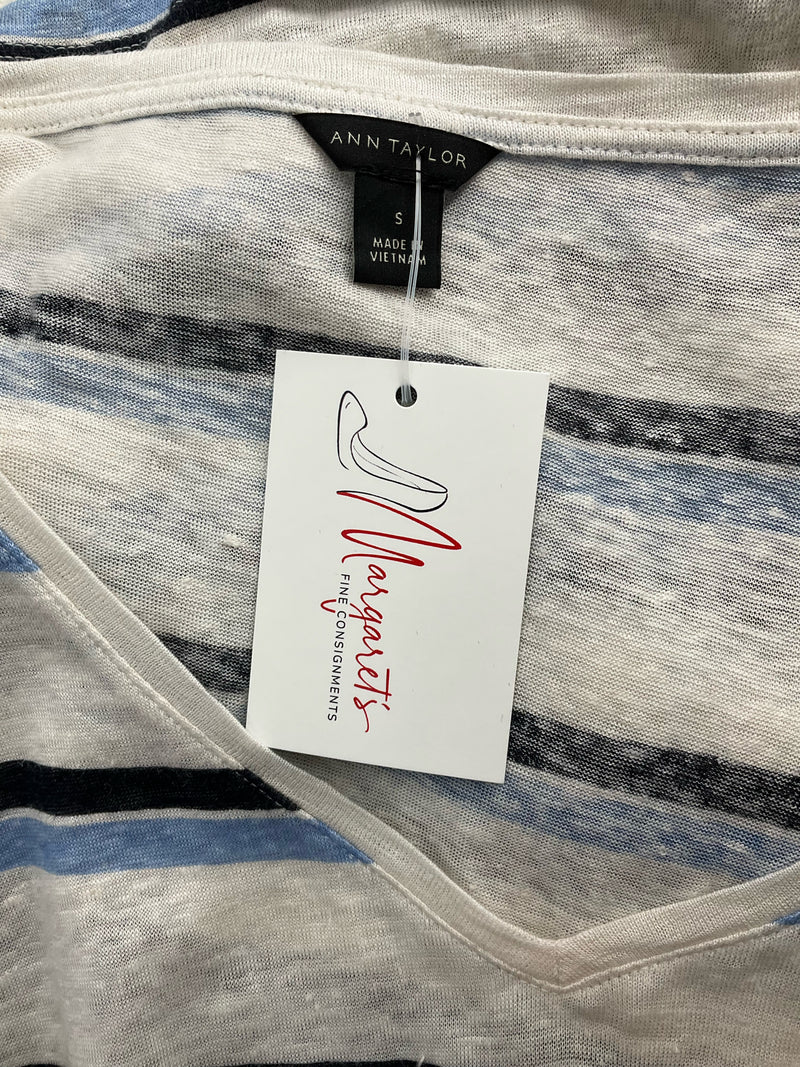 ANN TAYLOR
S
MADE IN
VIETNAM
Margaret's
FINE CONSIGNMENTS